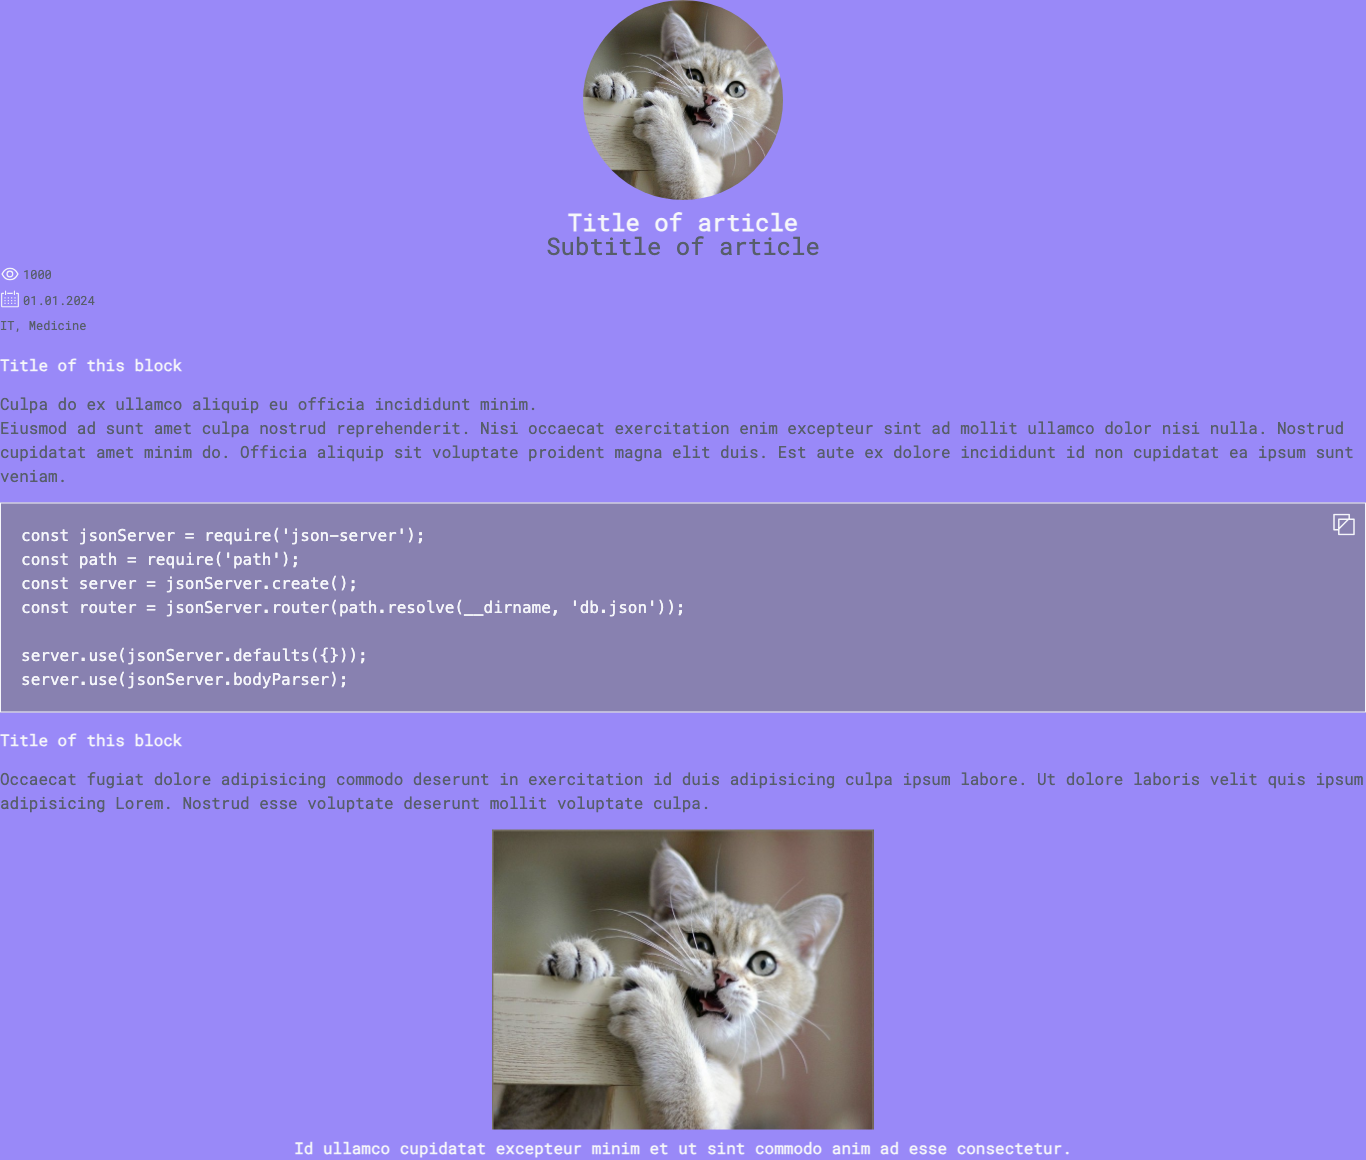 Title of article
Subtitle of article
1000
01.01.2024
IT, Medicine
Title of this block
Culpa do ex ullamco aliquip eu officia incididunt minim.
Eiusmod ad sunt amet culpa nostrud reprehenderit. Nisi occaecat exercitation enim excepteur sint ad mollit ullamco dolor nisi nulla. Nostrud
cupidatat amet minim do. Officia aliquip sit voluptate proident magna elit duis. Est aute ex dolore incididunt id non cupidatat ea ipsum sunt
veniam.
const jsonServer = require('json-server');
const path = require('path');
const server = jsonServer.create();
const router = jsonServer.router(path.resolve(__dirname, 'db.json'));
server.use(jsonServer.defaults({}));
server.use(jsonServer.bodyParser);
Title of this block
Occaecat fugiat dolore adipisicing commodo deserunt in exercitation id duis adipisicing culpa ipsum labore. Ut dolore laboris velit quis ipsum
adipisicing Lorem. Nostrud esse voluptate deserunt mollit voluptate culpa.
Id ullamco cupidatat excepteur minim et ut sint commodo anim ad esse consectetur.